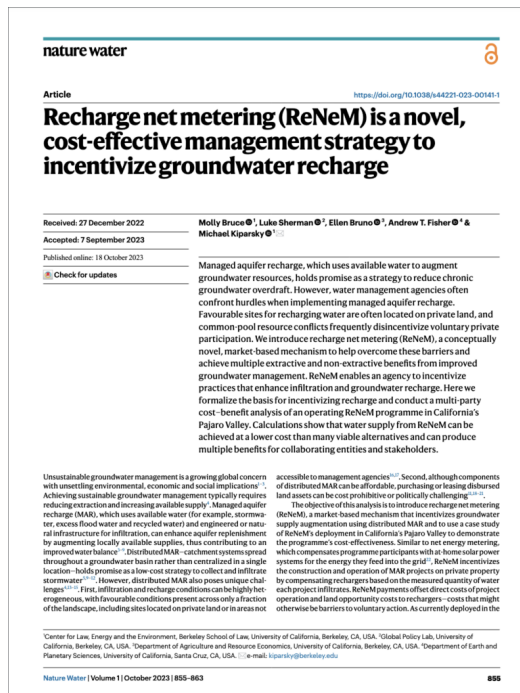 nature water
Article
https://doi.org/10.1038/s44221-023-00141-1
Recharge net metering (ReNeM) is a novel,
cost-effective management strategy to
incentivize groundwater recharge
Received: 27 December 2022
Accepted: 7 September 2023
Published online: 18 October 2023
Check for updates
Molly Bruce 1, Luke Sherman 2, Ellen Bruno 3, Andrew T. Fisher 4 &
Michael Kiparsky 1
Managed aquifer recharge, which uses available water to augment
groundwater resources, holds promise as a strategy to reduce chronic
groundwater overdraft. However, water management agencies often
confront hurdles when implementing managed aquifer recharge.
Favourable sites for recharging water are often located on private land, and
common-pool resource conflicts frequently disincentivize voluntary private
participation. We introduce recharge net metering (ReNeM), a conceptually
novel, market-based mechanism to help overcome these barriers and
achieve multiple extractive and non-extractive benefits from improved
groundwater management. ReNeM enables an agency to incentivize
practices that enhance infiltration and groundwater recharge. Here we
formalize the basis for incentivizing recharge and conduct a multi-party
cost–benefit analysis of an operating ReNeM programme in California's
Pajaro Valley. Calculations show that water supply from ReNeM can be
achieved at a lower cost than many viable alternatives and can produce
multiple benefits for collaborating entities and stakeholders.
Unsustainable groundwater management is a growing global concern
with unsettling environmental, economic and social implications1–3.
Achieving sustainable groundwater management typically requires
reducing extraction and increasing available supply4. Managed aquifer
recharge (MAR), which uses available water (for example, stormwa-
ter, excess flood water and recycled water) and engineered or natu-
ral infrastructure for infiltration, can enhance aquifer replenishment
by augmenting locally available supplies, thus contributing to an
improved water balance5–8. Distributed MAR—catchment systems spread
throughout a groundwater basin rather than centralized in a single
location—holds promise as a low-cost strategy to collect and infiltrate
stormwater
. However, distributed MAR also poses unique chal-
lenges
. First, infiltration and recharge conditions can be highly het-
erogeneous, with favourable conditions present across only a fraction
of the landscape, including sites located on private land or in areas not
accessible to management agencies
. Second, although components
of distributed MAR can be affordable, purchasing or leasing disbursed
land assets can be cost prohibitive or politically challenging
.
The objective of this analysis is to introduce recharge net metering
(ReNeM), a market-based mechanism that incentivizes groundwater
supply augmentation using distributed MAR and to use a case study
of ReNeM's deployment in California's Pajaro Valley to demonstrate
the programme's cost-effectiveness. Similar to net energy metering,
which compensates programme participants with at-home solar power
systems for the energy they feed into the grid
, ReNeM incentivizes
the construction and operation of MAR projects on private property
by compensating rechargers based on the measured quantity of water
each project infiltrates. ReNeM payments offset direct costs of project
operation and land opportunity costs to rechargers—costs that might
otherwise be barriers to voluntary action. As currently deployed in the
1Center for Law, Energy and the Environment, Berkeley School of Law, University of California, Berkeley, CA, USA. 2Global Policy Lab, University of
California, Berkeley, CA, USA. 3Department of Agriculture and Resource Economics, University of California, Berkeley, CA, USA. 4Department of Earth and
Planetary Sciences, University of California, Santa Cruz, CA, USA. e-mail: kiparsky@berkeley.edu
Nature Water | Volume 1 | October 2023 | 855–863
855